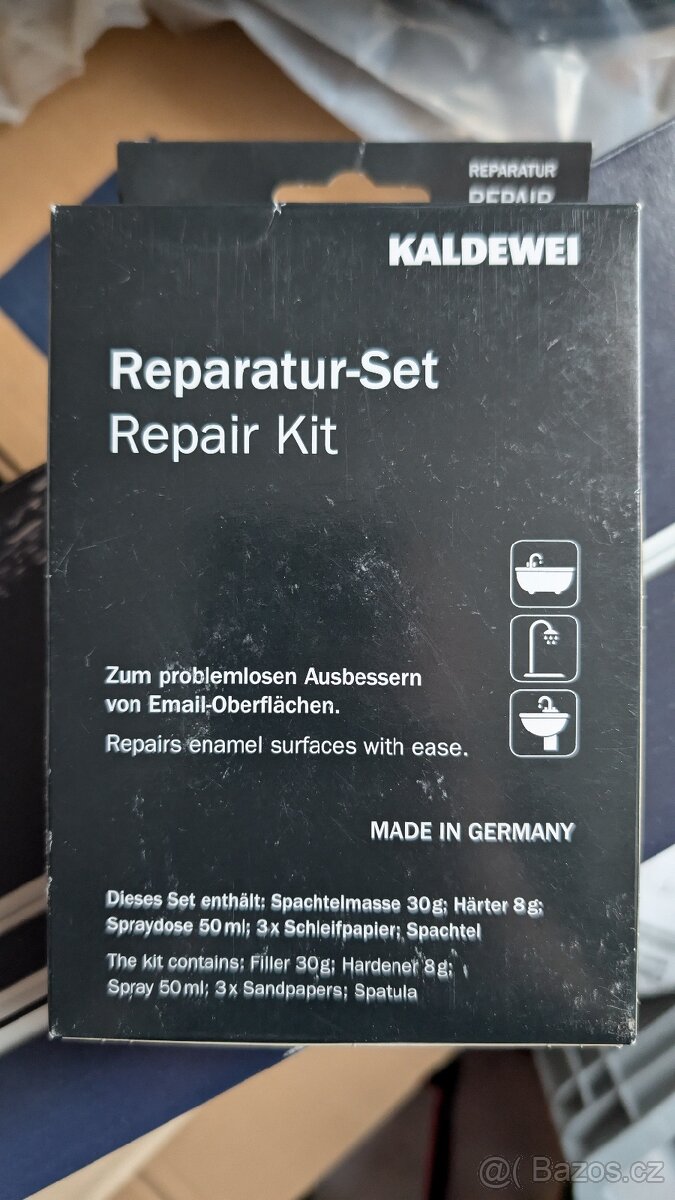 REPARATUR
REPAIR
KALDEWEI
Reparatur-Set
Repair Kit
Zum problemlosen Ausbessern
von Email-Oberflächen.
Repairs enamel surfaces with ease.
MADE IN GERMANY
Dieses Set enthält: Spachtelmasse 30g; Härter 8g;
Spraydose 50ml; 3x Schleifpapier; Spachtel
The kit contains: Filler 30g; Hardener 8g;
Spray 50ml; 3x Sandpapers; Spatula
@( Bazos.cz